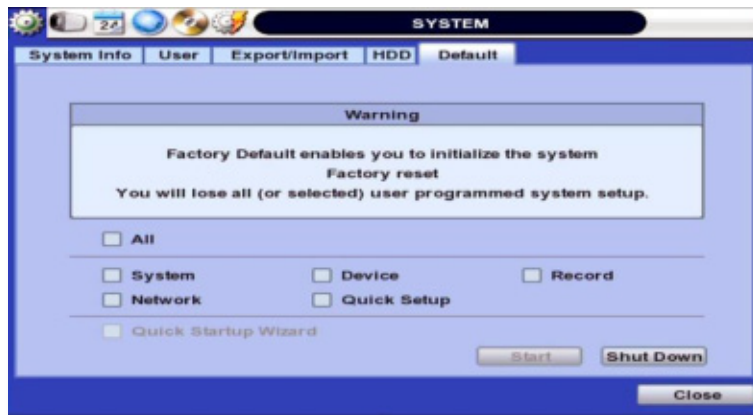 24
SYSTEM
System Info User Export/Import HDD Default
Warning
Factory Default enables you to initialize the system
Factory reset
You will lose all (or selected) user programmed system setup.
All
System Device Record
Network Quick Setup
Quick Startup Wizard
Start Shut Down
Close